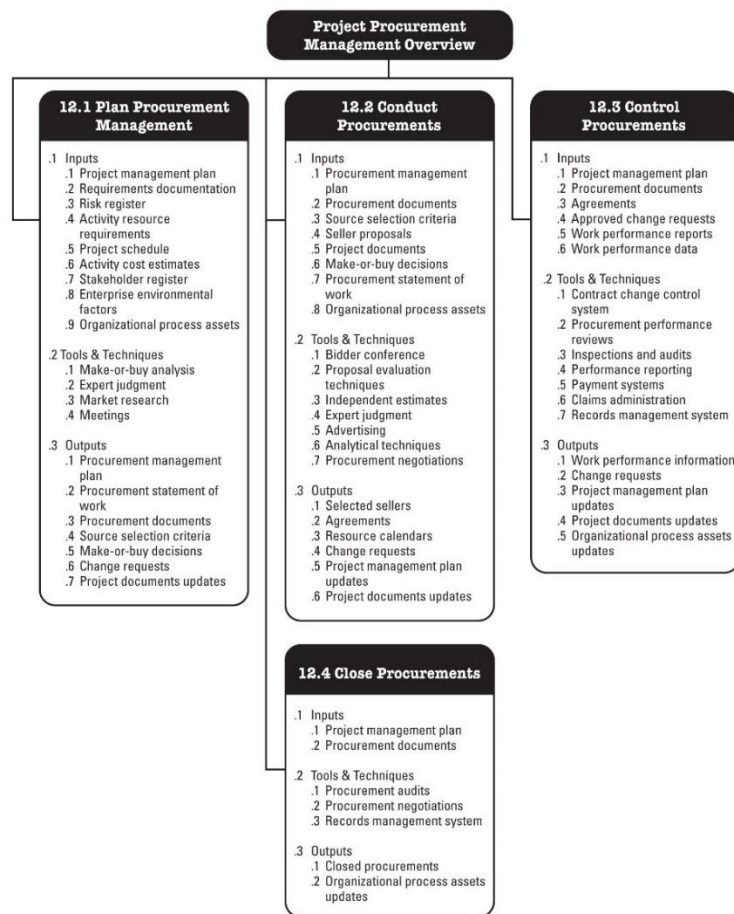 Project Procurement
Management Overview
12.1 Plan Procurement
Management
.1 Inputs
.1 Project management plan
.2 Requirements documentation
.3 Risk register
.4 Activity resource
requirements
.5 Project schedule
.6 Activity cost estimates
.7 Stakeholder register
.8 Enterprise environmental
factors
.9 Organizational process assets
.2 Tools & Techniques
.1 Make-or-buy analysis
.2 Expert judgment
.3 Market research
.4 Meetings
.3 Outputs
.1 Procurement management
plan
.2 Procurement statement of
work
.3 Procurement documents
.4 Source selection criteria
.5 Make-or-buy decisions
.6 Change requests
.7 Project documents updates
12.2 Conduct
Procurements
.1 Inputs
.1 Procurement management
plan
.2 Procurement documents
.3 Source selection criteria
.4 Seller proposals
.5 Project documents
.6 Make-or-buy decisions
.7 Procurement statement of
work
.8 Organizational process assets
.2 Tools & Techniques
.1 Bidder conference
.2 Proposal evaluation
techniques
.3 Independent estimates
.4 Expert judgment
.5 Advertising
.6 Analytical techniques
.7 Procurement negotiations
.3 Outputs
.1 Selected sellers
.2 Agreements
.3 Resource calendars
.4 Change requests
.5 Project management plan
updates
.6 Project documents updates
12.3 Control
Procurements
.1 Inputs
.1 Project management plan
.2 Procurement documents
.3 Agreements
.4 Approved change requests
.5 Work performance reports
.6 Work performance data
.2 Tools & Techniques
.1 Contract change control
system
.2 Procurement performance
reviews
.3 Inspections and audits
.4 Performance reporting
.5 Payment systems
.6 Claims administration
.7 Records management system
.3 Outputs
.1 Work performance information
.2 Change requests
.3 Project management plan
updates
.4 Project documents updates
.5 Organizational process assets
updates
12.4 Close Procurements
.1 Inputs
.1 Project management plan
.2 Procurement documents
.2 Tools & Techniques
.1 Procurement audits
.2 Procurement negotiations
.3 Records management system
.3 Outputs
.1 Closed procurements
.2 Organizational process assets
updates